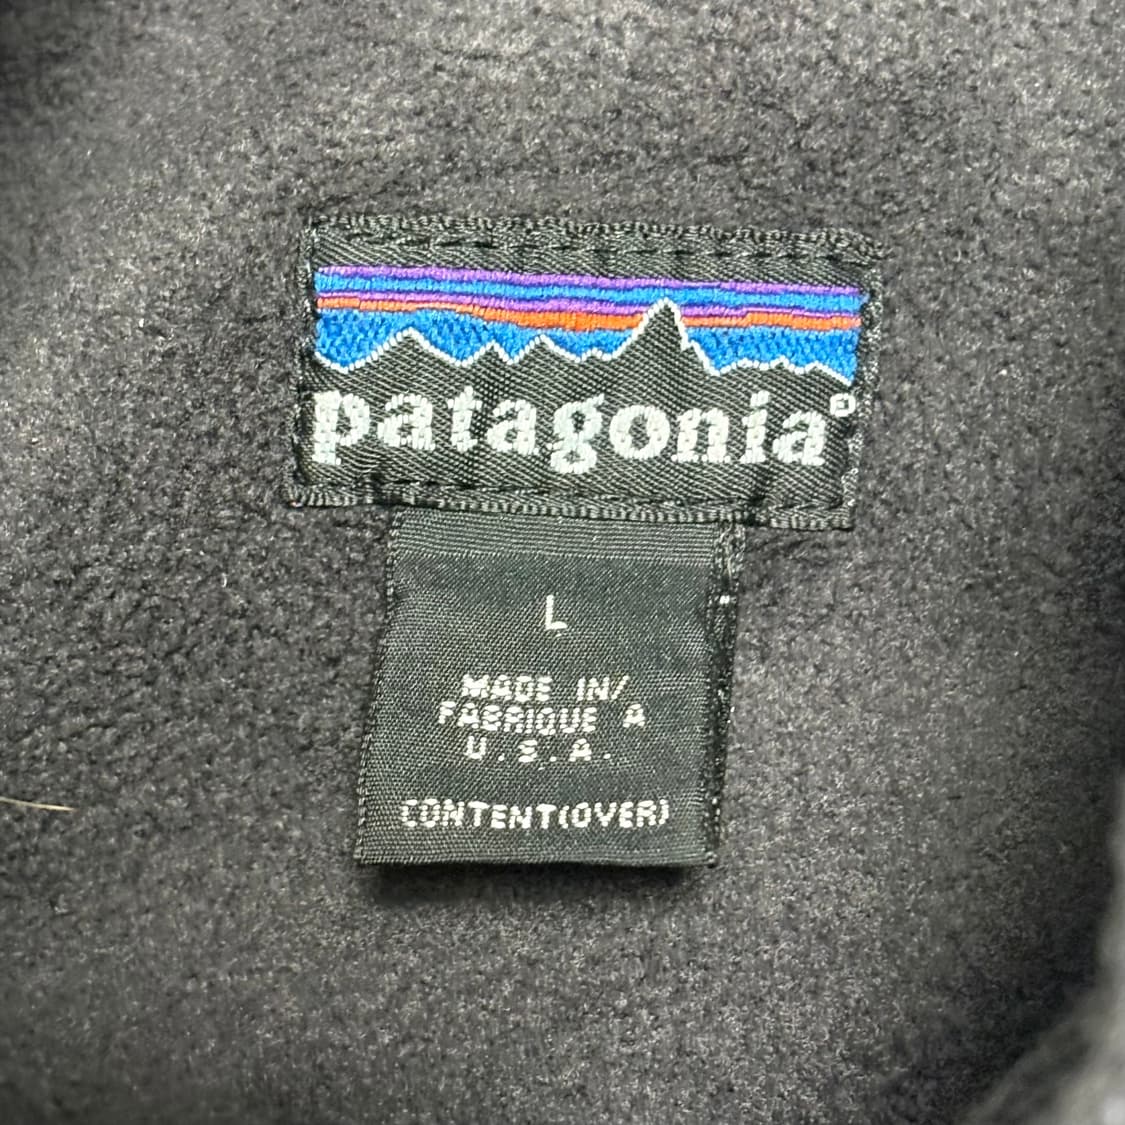 patagonia®
L
MADE IN/
FABRIQUE A
U.S.A.
CONTENT(OVER)